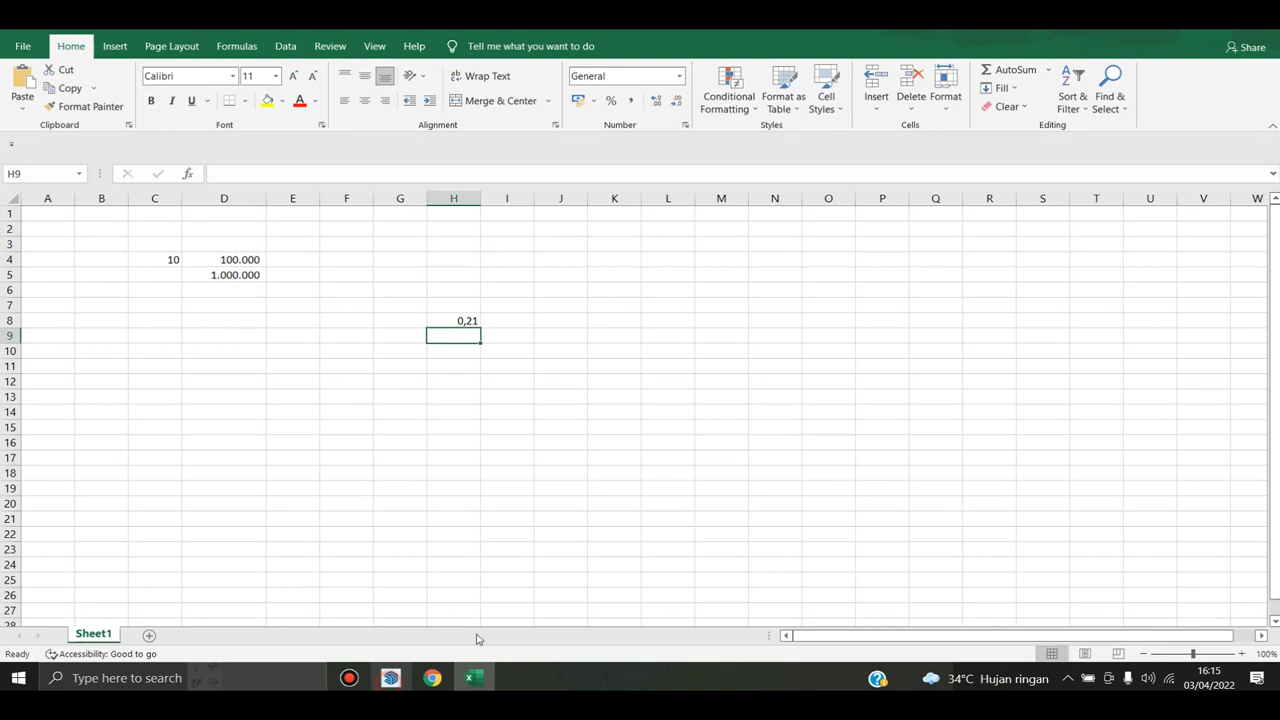 File Home Insert Page Layout Formulas Data Review View Help Tell me what you want to do Share
Paste Cut Copy Format Painter
Clipboard
Calibri 11 A A
B I U A
Font
ab Wrap Text
Merge & Center
Alignment
General
% ,
Number
Conditional Formatting Format as Table Cell Styles
Styles
Insert Delete Format
Cells
AutoSum Fill Clear Sort & Filter Find & Select
Editing
H9 fx
A B C D E F G H I J K L M N O P Q R S T U V W
1
2
3
4 10 100.000
5 1.000.000
6
7
8 0,21
9
10
11
12
13
14
15
16
17
18
19
20
21
22
23
24
25
26
27
28
Sheet1
Ready Accessibility: Good to go 100%
Type here to search 34°C Hujan ringan 16:15
03/04/2022